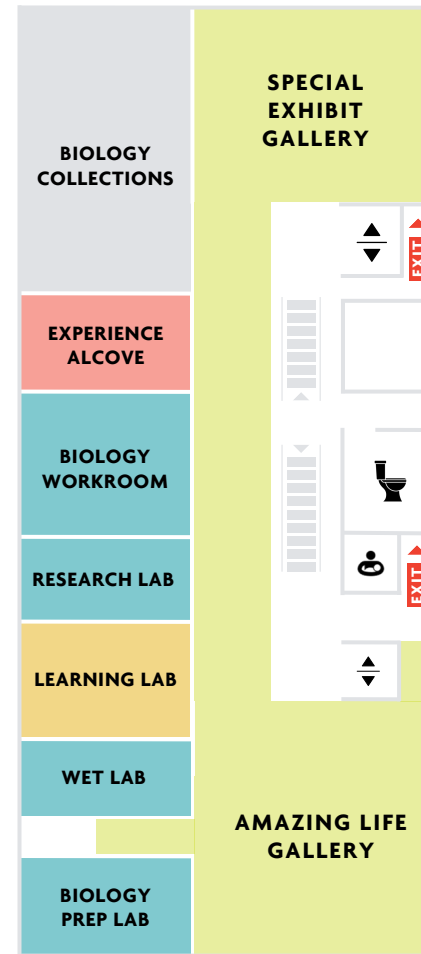 SPECIAL
EXHIBIT
GALLERY
BIOLOGY
COLLECTIONS
EXIT
EXPERIENCE
ALCOVE
BIOLOGY
WORKROOM
RESEARCH LAB
EXIT
LEARNING LAB
WET LAB
AMAZING LIFE
GALLERY
BIOLOGY
PREP LAB